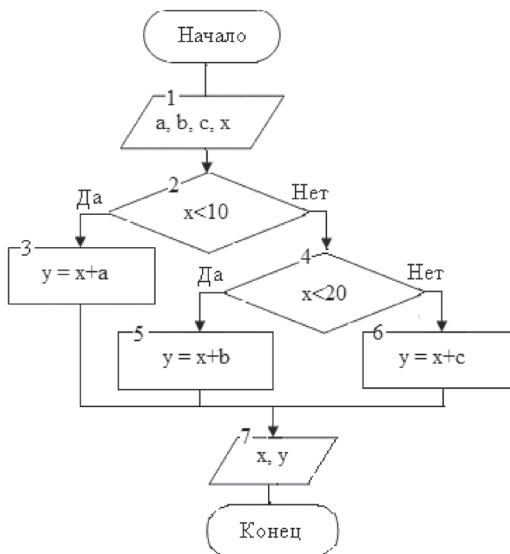 Начало
1
a, b, c, x
2
Да
Нет
x<10
3
y = x+a
4
Да
Нет
x<20
5
y = x+b
6
y = x+c
7
x, y
Конец